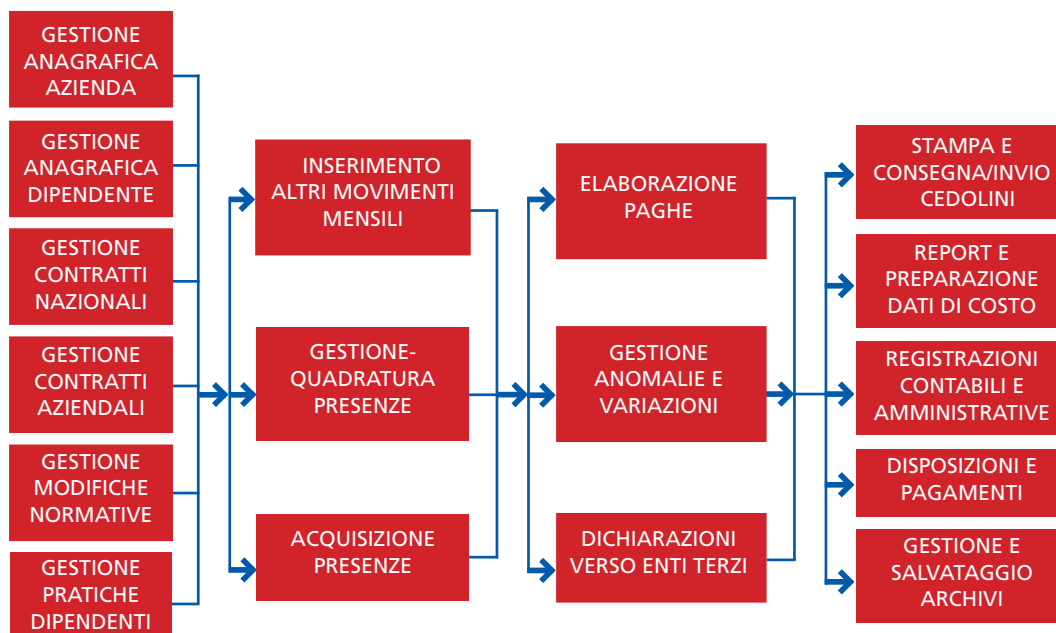 GESTIONE
ANAGRAFICA
AZIENDA
GESTIONE
ANAGRAFICA
DIPENDENTE
GESTIONE
CONTRATTI
NAZIONALI
GESTIONE
CONTRATTI
AZIENDALI
GESTIONE
MODIFICHE
NORMATIVE
GESTIONE
PRATICHE
DIPENDENTI
INSERIMENTO
ALTRI MOVIMENTI
MENSILI
GESTIONE-
QUADRATURA
PRESENZE
ACQUISIZIONE
PRESENZE
ELABORAZIONE
PAGHE
GESTIONE
ANOMALIE E
VARIAZIONI
DICHIARAZIONI
VERSO ENTI TERZI
STAMPA E
CONSEGNA/INVIO
CEDOLINI
REPORT E
PREPARAZIONE
DATI DI COSTO
REGISTRAZIONI
CONTABILI E
AMMINISTRATIVE
DISPOSIZIONI E
PAGAMENTI
GESTIONE E
SALVATAGGIO
ARCHIVI